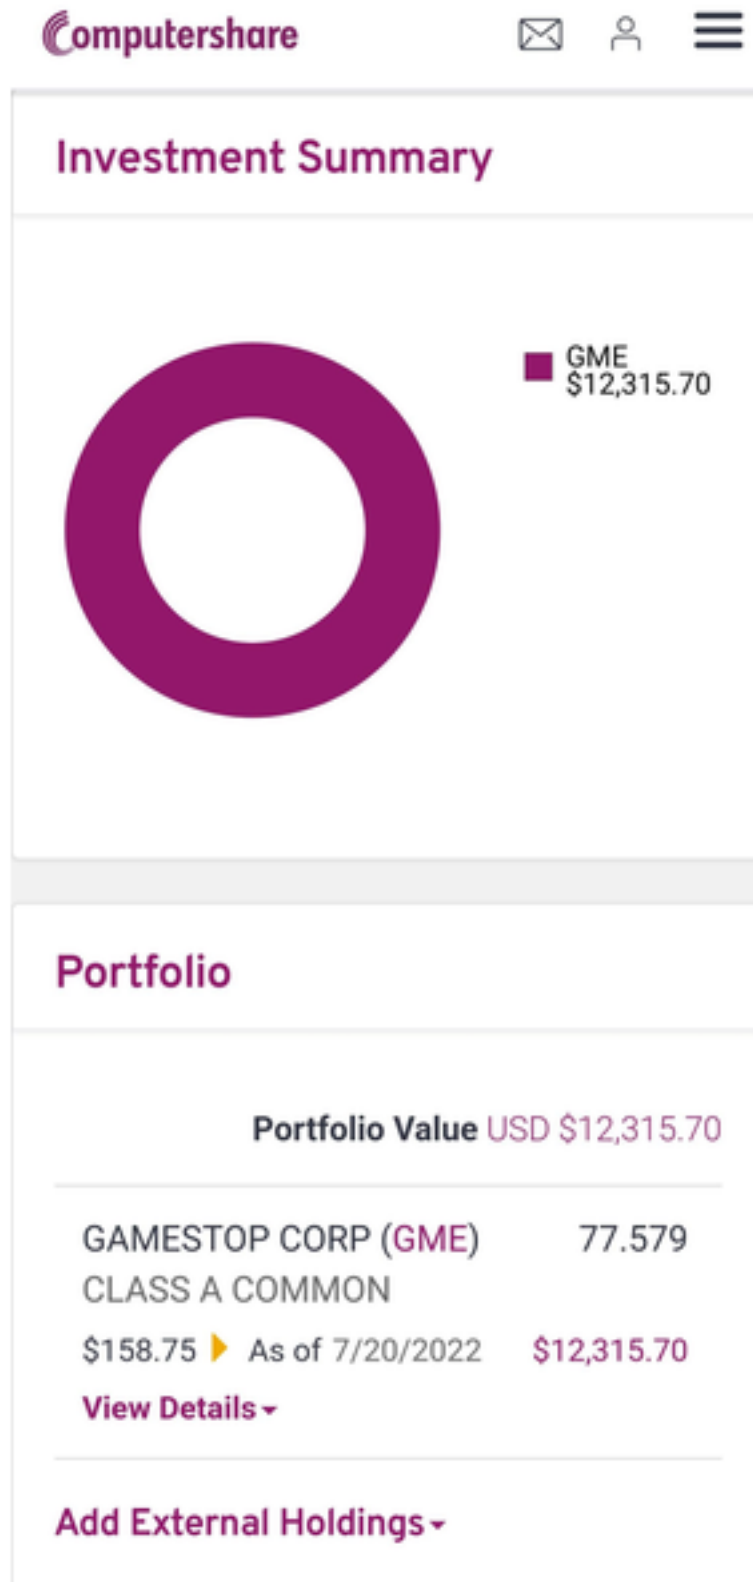 Computershare
Investment Summary
GME
$12,315.70
Portfolio
Portfolio Value USD $12,315.70
GAMESTOP CORP (GME) 77.579
CLASS A COMMON
$158.75 As of 7/20/2022 $12,315.70
View Details
Add External Holdings